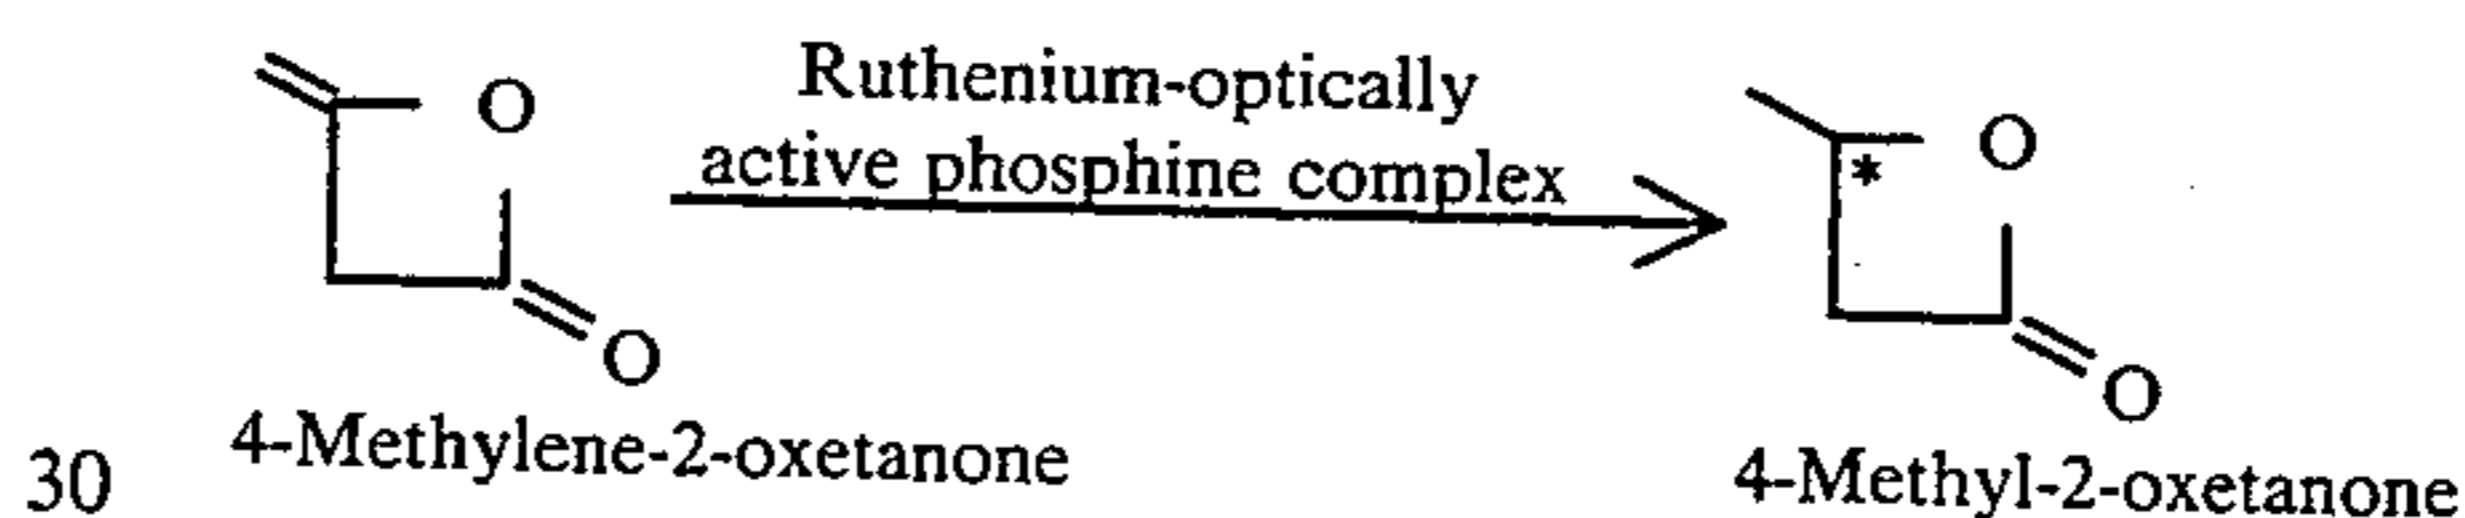 Ruthenium-optically
active phosphine complex
O
O
*
O
O
30
4-Methylene-2-oxetanone
4-Methyl-2-oxetanone